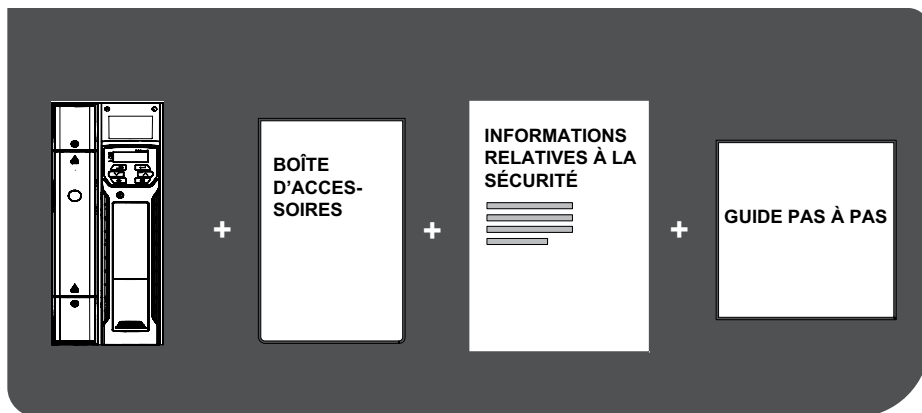 +
BOÎTE
D'ACCES-
SOIRES
+
INFORMATIONS
RELATIVES À LA
SÉCURITÉ
+
GUIDE PAS À PAS